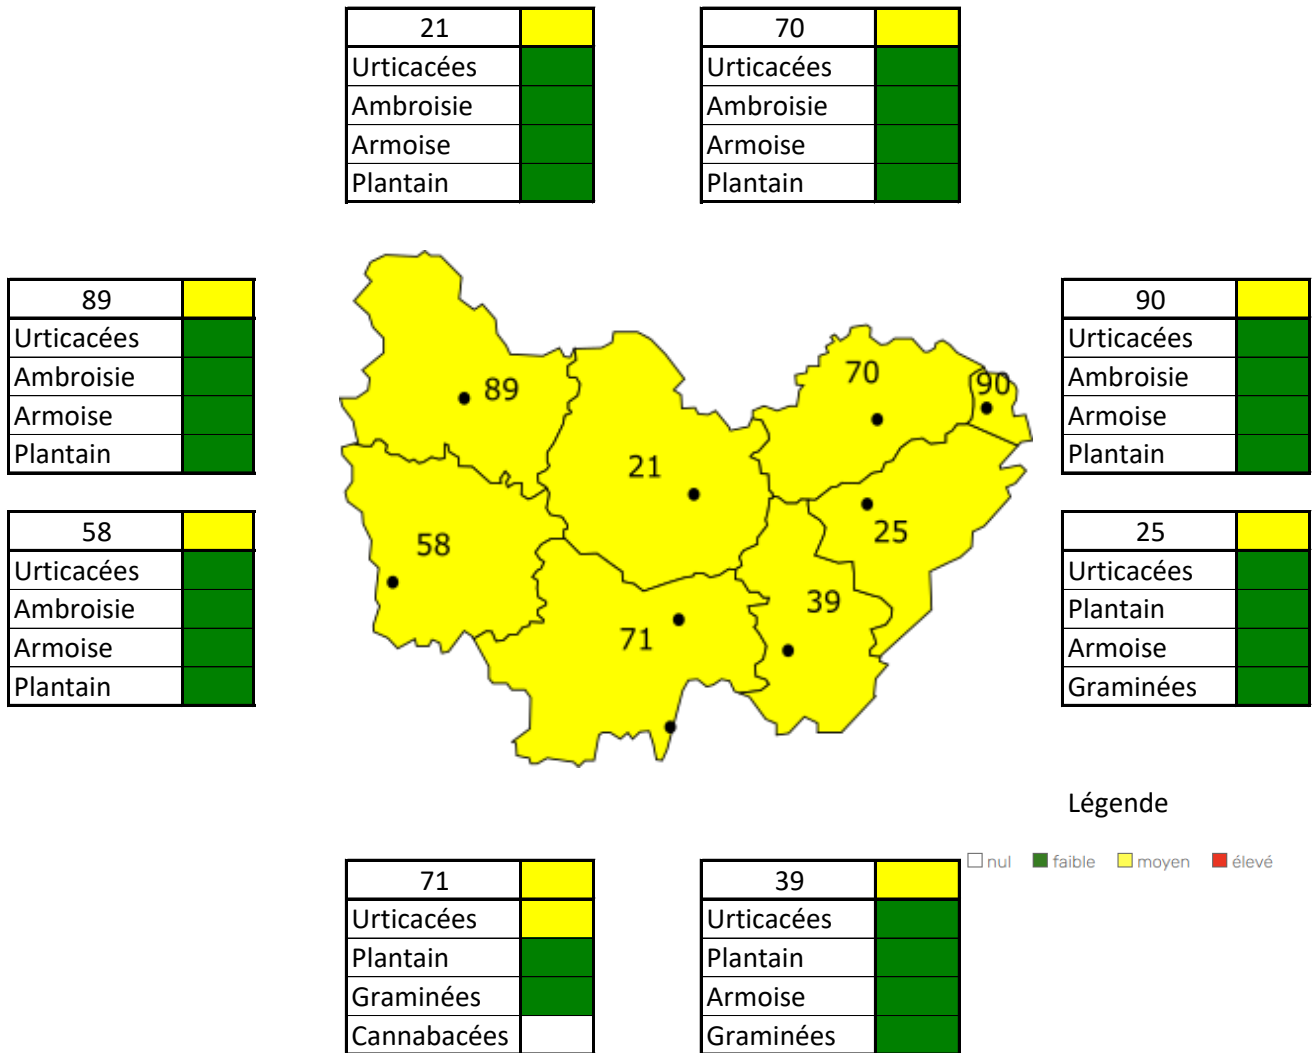 21
Urticacées
Ambroisie
Armoise
Plantain
70
Urticacées
Ambroisie
Armoise
Plantain
89
Urticacées
Ambroisie
Armoise
Plantain
90
Urticacées
Ambroisie
Armoise
Plantain
58
Urticacées
Ambroisie
Armoise
Plantain
25
Urticacées
Plantain
Armoise
Graminées
89
70
90
21
25
58
39
71
Légende
nul faible moyen élevé
71
Urticacées
Plantain
Graminées
Cannabacées
39
Urticacées
Plantain
Armoise
Graminées